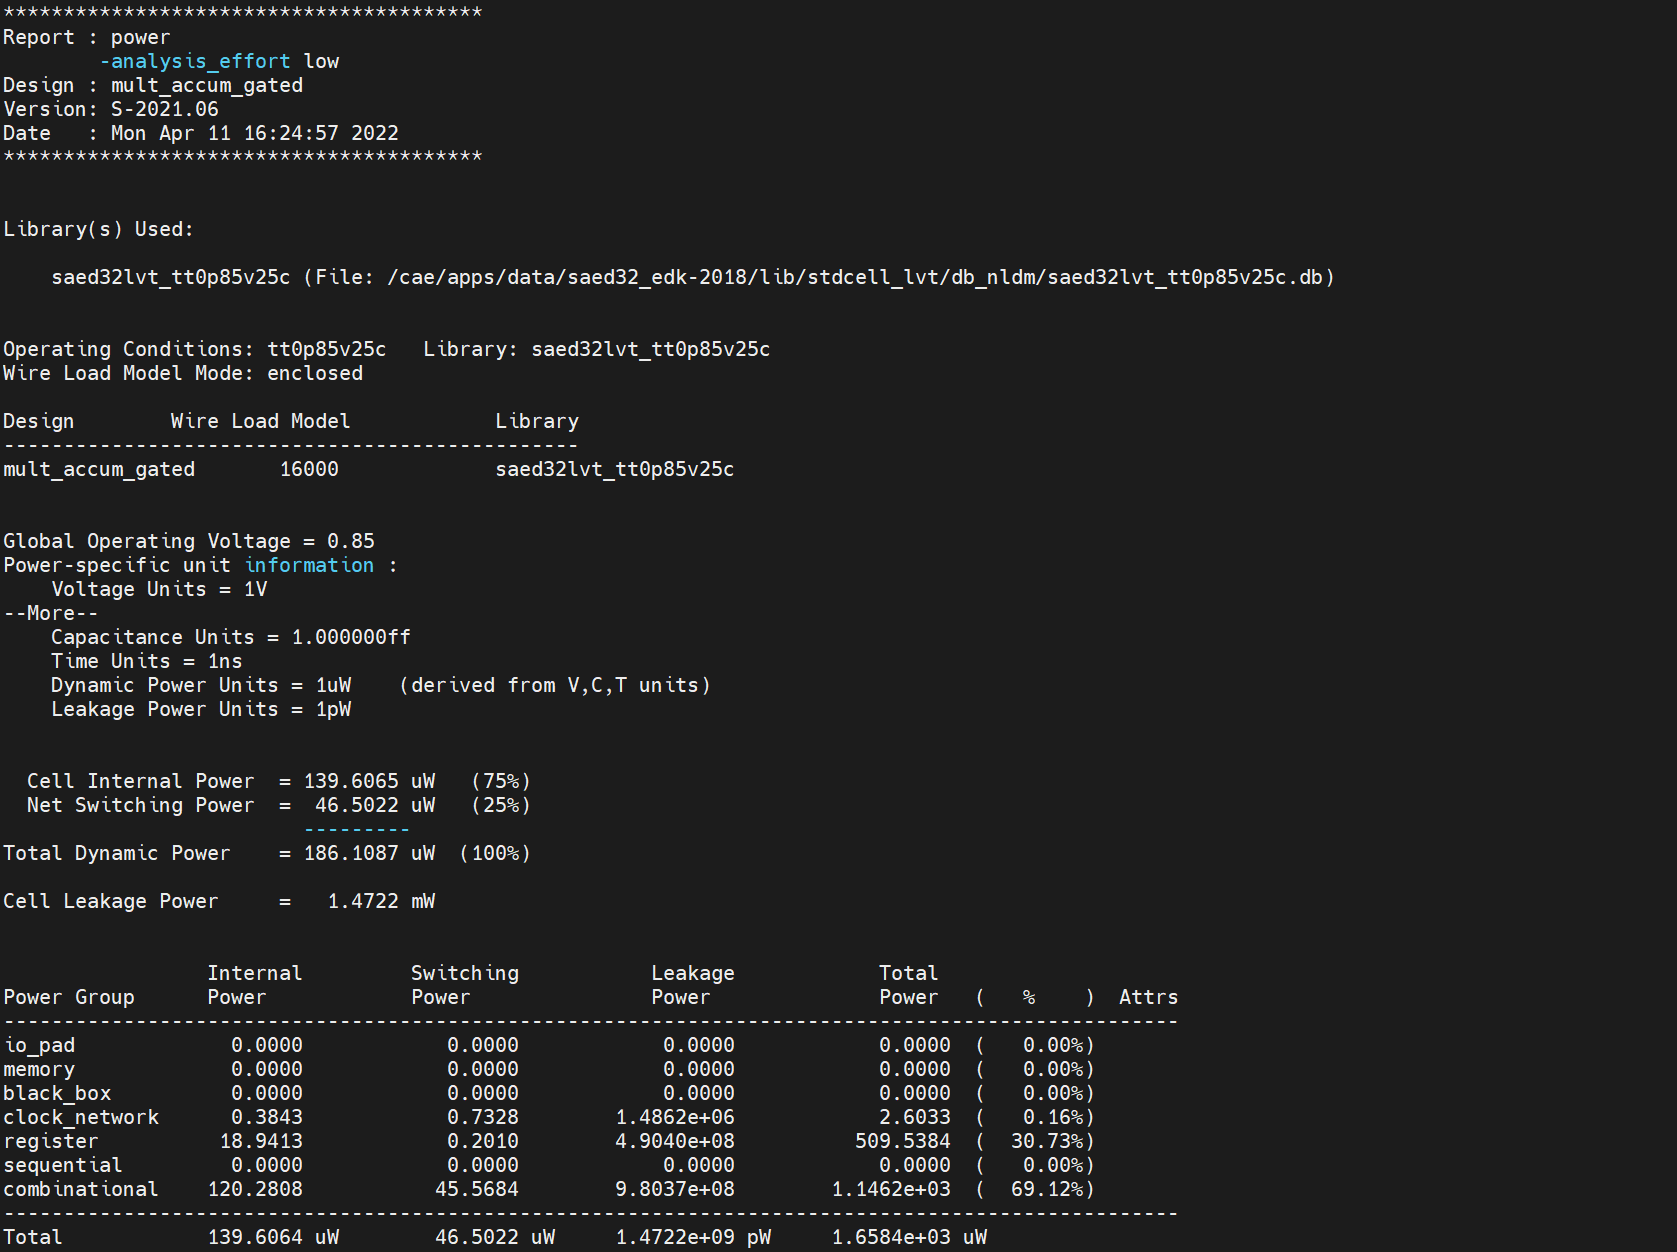 ****************************************
Report : power
        -analysis_effort low
Design : mult_accum_gated
Version: S-2021.06
Date   : Mon Apr 11 16:24:57 2022
****************************************
Library(s) Used:
    saed32lvt_tt0p85v25c (File: /cae/apps/data/saed32_edk-2018/lib/stdcell_lvt/db_nldm/saed32lvt_tt0p85v25c.db)
Operating Conditions: tt0p85v25c   Library: saed32lvt_tt0p85v25c
Wire Load Model Mode: enclosed
Design        Wire Load Model            Library
------------------------------------------------
mult_accum_gated       16000             saed32lvt_tt0p85v25c
Global Operating Voltage = 0.85
Power-specific unit information :
    Voltage Units = 1V
--More--
    Capacitance Units = 1.000000ff
    Time Units = 1ns
    Dynamic Power Units = 1uW    (derived from V,C,T units)
    Leakage Power Units = 1pW
  Cell Internal Power  = 139.6065 uW   (75%)
  Net Switching Power  =  46.5022 uW   (25%)
                         ---------
Total Dynamic Power    = 186.1087 uW  (100%)
Cell Leakage Power     =   1.4722 mW
                 Internal         Switching           Leakage            Total
Power Group      Power            Power               Power              Power   (   %    )  Attrs
--------------------------------------------------------------------------------------------------
io_pad             0.0000            0.0000            0.0000            0.0000  (   0.00%)
memory             0.0000            0.0000            0.0000            0.0000  (   0.00%)
black_box          0.0000            0.0000            0.0000            0.0000  (   0.00%)
clock_network      0.3843            0.7328        1.4862e+06            2.6033  (   0.16%)
register          18.9413            0.2010        4.9040e+08          509.5384  (  30.73%)
sequential         0.0000            0.0000            0.0000            0.0000  (   0.00%)
combinational    120.2808           45.5684        9.8037e+08        1.1462e+03  (  69.12%)
--------------------------------------------------------------------------------------------------
Total            139.6064 uW        46.5022 uW     1.4722e+09 pW     1.6584e+03 uW